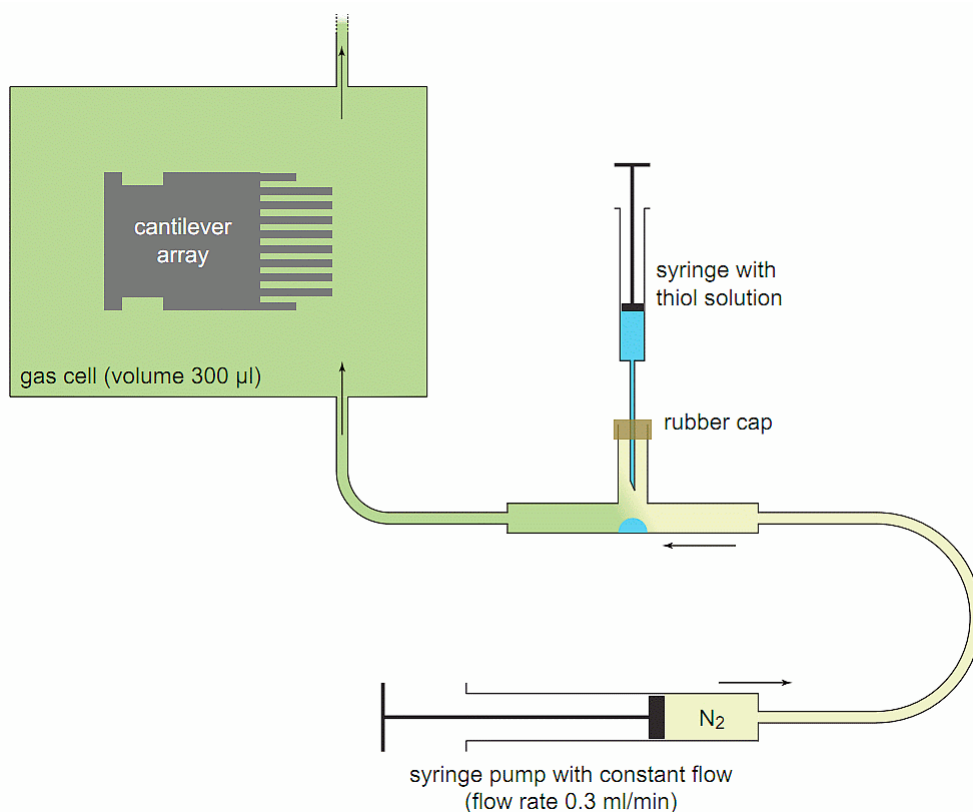 cantilever
array
gas cell (volume 300 µl)
syringe with
thiol solution
rubber cap
N2
syringe pump with constant flow
(flow rate 0.3 ml/min)